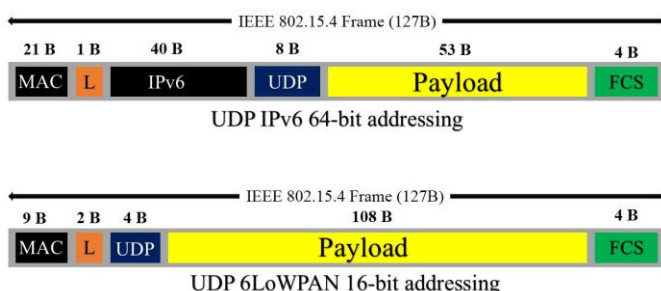 IEEE 802.15.4 Frame (127B)
21 B 1 B 40 B 8 B 53 B 4 B
MAC L IPv6 UDP Payload FCS
UDP IPv6 64-bit addressing
IEEE 802.15.4 Frame (127B)
9 B 2 B 4 B 108 B 4 B
MAC L UDP Payload FCS
UDP 6LoWPAN 16-bit addressing